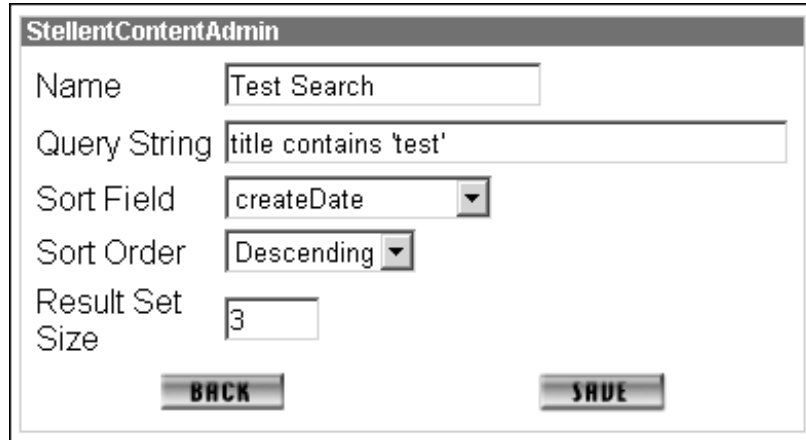 StellentContentAdmin
Name Test Search
Query String title contains 'test'
Sort Field createDate
Sort Order Descending
Result Set
Size 3
BACK SAVE